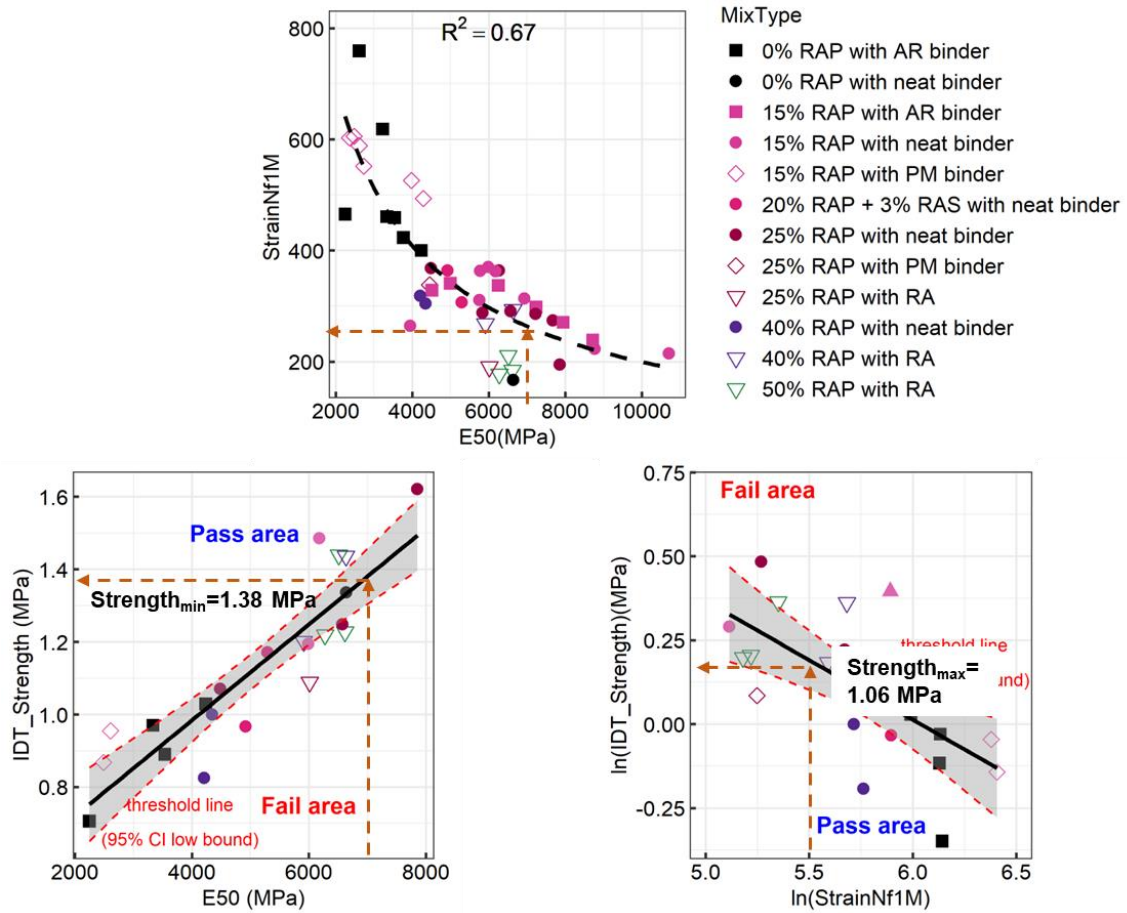 R² = 0.67
800
600
400
200
StrainNf1M
2000
4000
6000
8000
10000
E50(MPa)
MixType
0% RAP with AR binder
0% RAP with neat binder
15% RAP with AR binder
15% RAP with neat binder
15% RAP with PM binder
20% RAP + 3% RAS with neat binder
25% RAP with neat binder
25% RAP with PM binder
25% RAP with RA
40% RAP with neat binder
40% RAP with RA
50% RAP with RA
1.6
1.4
1.2
1.0
0.8
IDT_Strength (MPa)
Pass area
Strengthmin=1.38 MPa
Fail area
threshold line
(95% CI low bound)
2000
4000
6000
8000
E50 (MPa)
0.75
0.50
0.25
0.00
-0.25
ln(IDT_Strength)(MPa)
Fail area
threshold line
Strengthmax=
1.06 MPa
Pass area
5.0
5.5
6.0
6.5
ln(StrainNf1M)